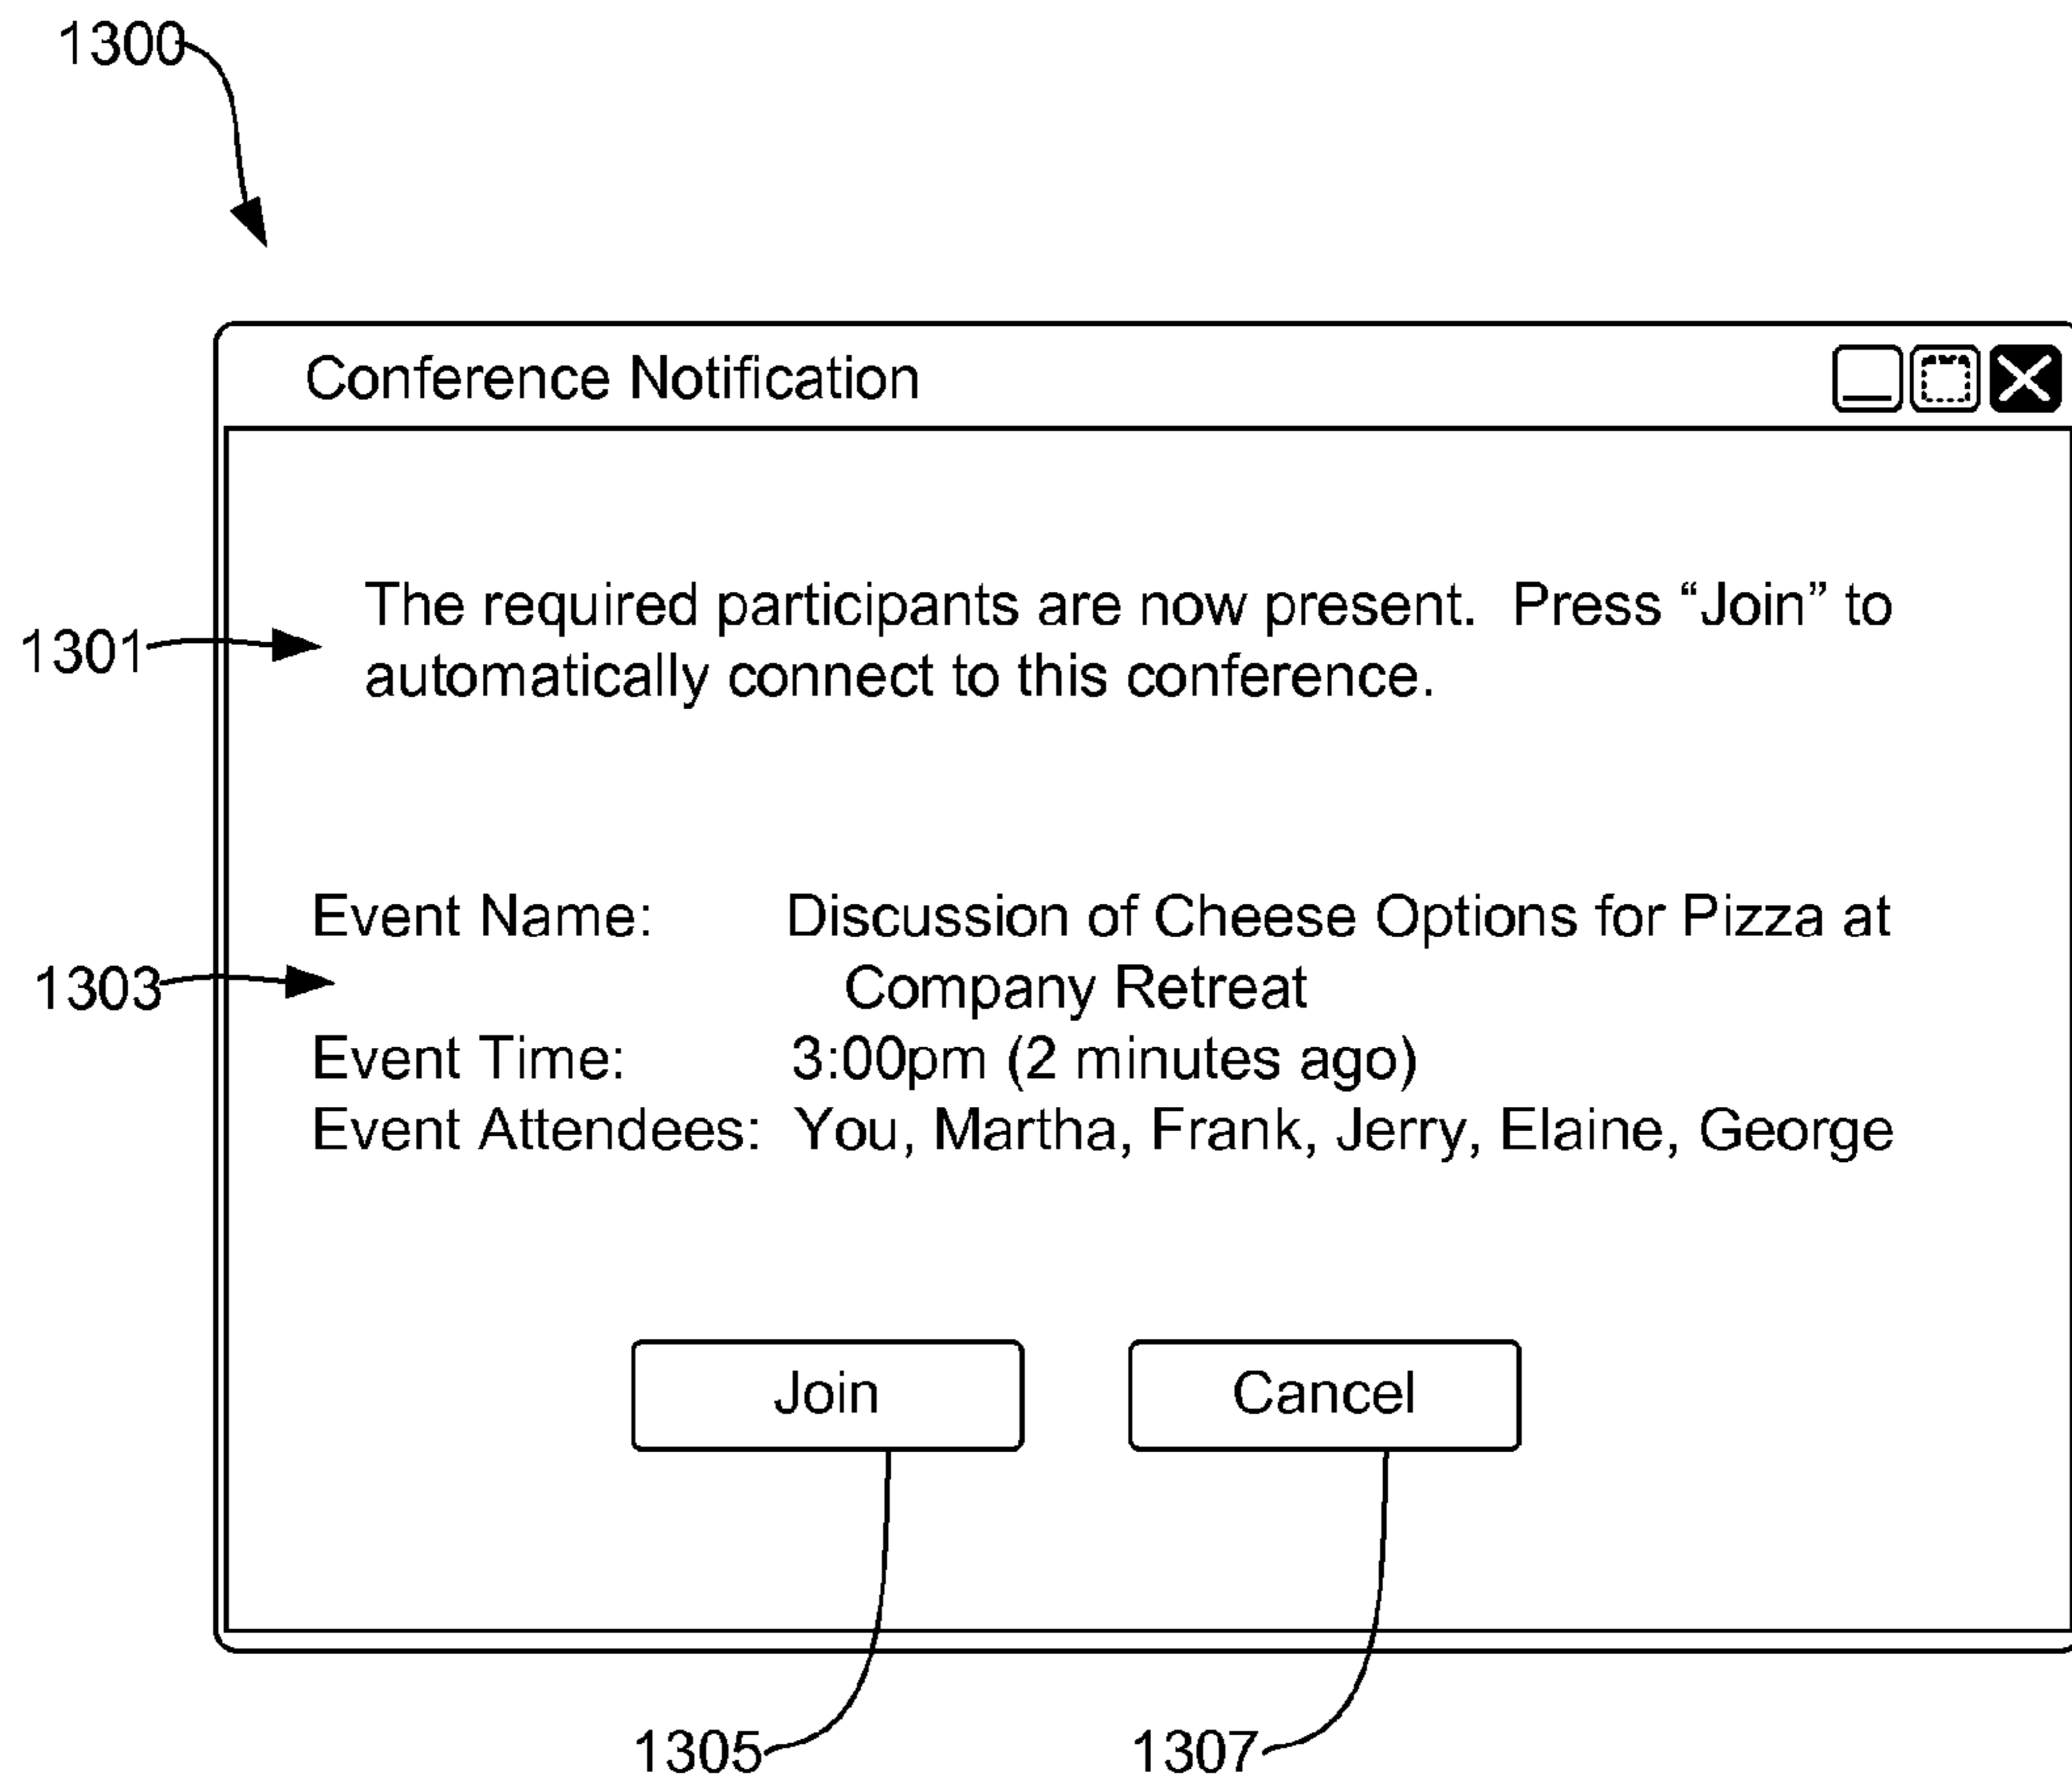 1300
Conference Notification
The required participants are now present.  Press “Join” to
1301
automatically connect to this conference.
Event Name: Discussion of Cheese Options for Pizza at
1303 Company Retreat
Event Time: 3:00pm (2 minutes ago)
Event Attendees: You, Martha, Frank, Jerry, Elaine, George
Join Cancel
1305 1307